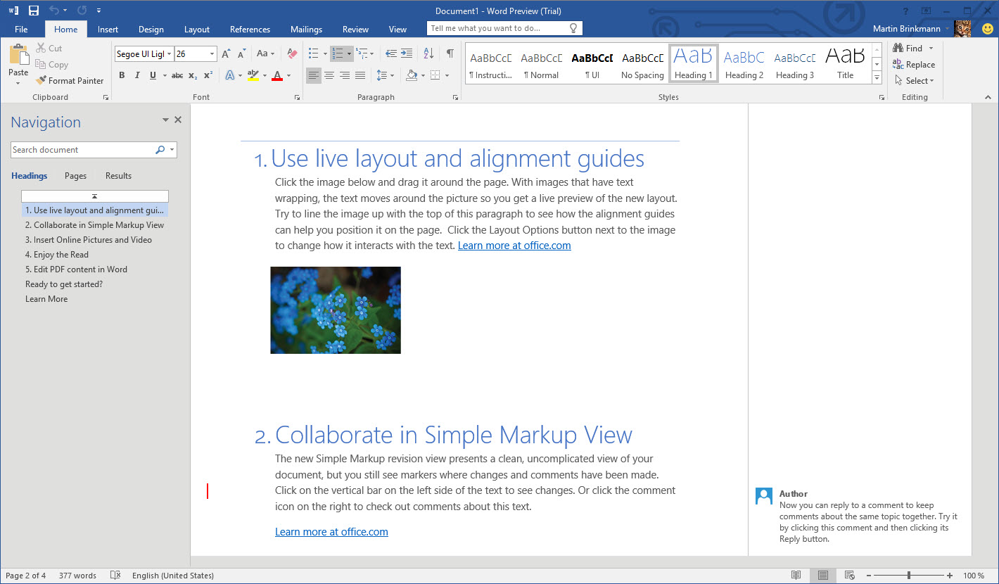 Document1 - Word Preview (Trial)
File Home Insert Design Layout References Mailings Review View Tell me what you want to do... Martin Brinkmann
Paste
Cut
Copy
Format Painter
Clipboard
Segoe UI Ligl 26
Aa
B I U abc x₂ x²
A ab A
Font
Paragraph
AaBbCcD AaBbCcD AaBbCcD AaBbCcD AaB AaBbC AaBbCcD AaB
¶ Instructi... ¶ Normal ¶ UI No Spacing Heading 1 Heading 2 Heading 3 Title
Styles
Find
Replace
Select
Editing
Navigation
Search document
Headings Pages Results
1. Use live layout and alignment gui...
2. Collaborate in Simple Markup View
3. Insert Online Pictures and Video
4. Enjoy the Read
5. Edit PDF content in Word
Ready to get started?
Learn More
1. Use live layout and alignment guides
Click the image below and drag it around the page. With images that have text
wrapping, the text moves around the picture so you get a live preview of the new layout.
Try to line the image up with the top of this paragraph to see how the alignment guides
can help you position it on the page.  Click the Layout Options button next to the image
to change how it interacts with the text. Learn more at office.com
2. Collaborate in Simple Markup View
The new Simple Markup revision view presents a clean, uncomplicated view of your
document, but you still see markers where changes and comments have been made.
Click on the vertical bar on the left side of the text to see changes. Or click the comment
icon on the right to check out comments about this text.
Learn more at office.com
Author
Now you can reply to a comment to keep
comments about the same topic together. Try it
by clicking this comment and then clicking its
Reply button.
Page 2 of 4 377 words English (United States) 100 %